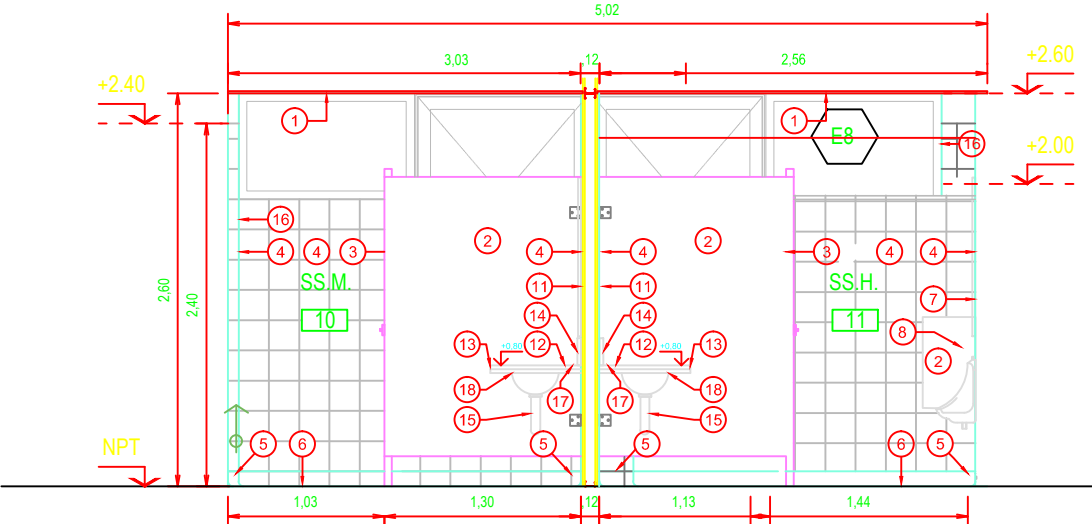 5,02
3,03 ,12 2,56
+2.40 +2.60
1 1 E8
16 +2.00
16
2 2
4 4 3 4 4 3 4 4
SS.M. 11 11 SS.H.
2,60 2,40
10 14 14 11 7
8
13 +0,80 12 12 +0,80 13
2
18 17 17 18
15 15
NPT 5 6 5 5 6 5
1,03 1,30 ,12 1,13 1,44